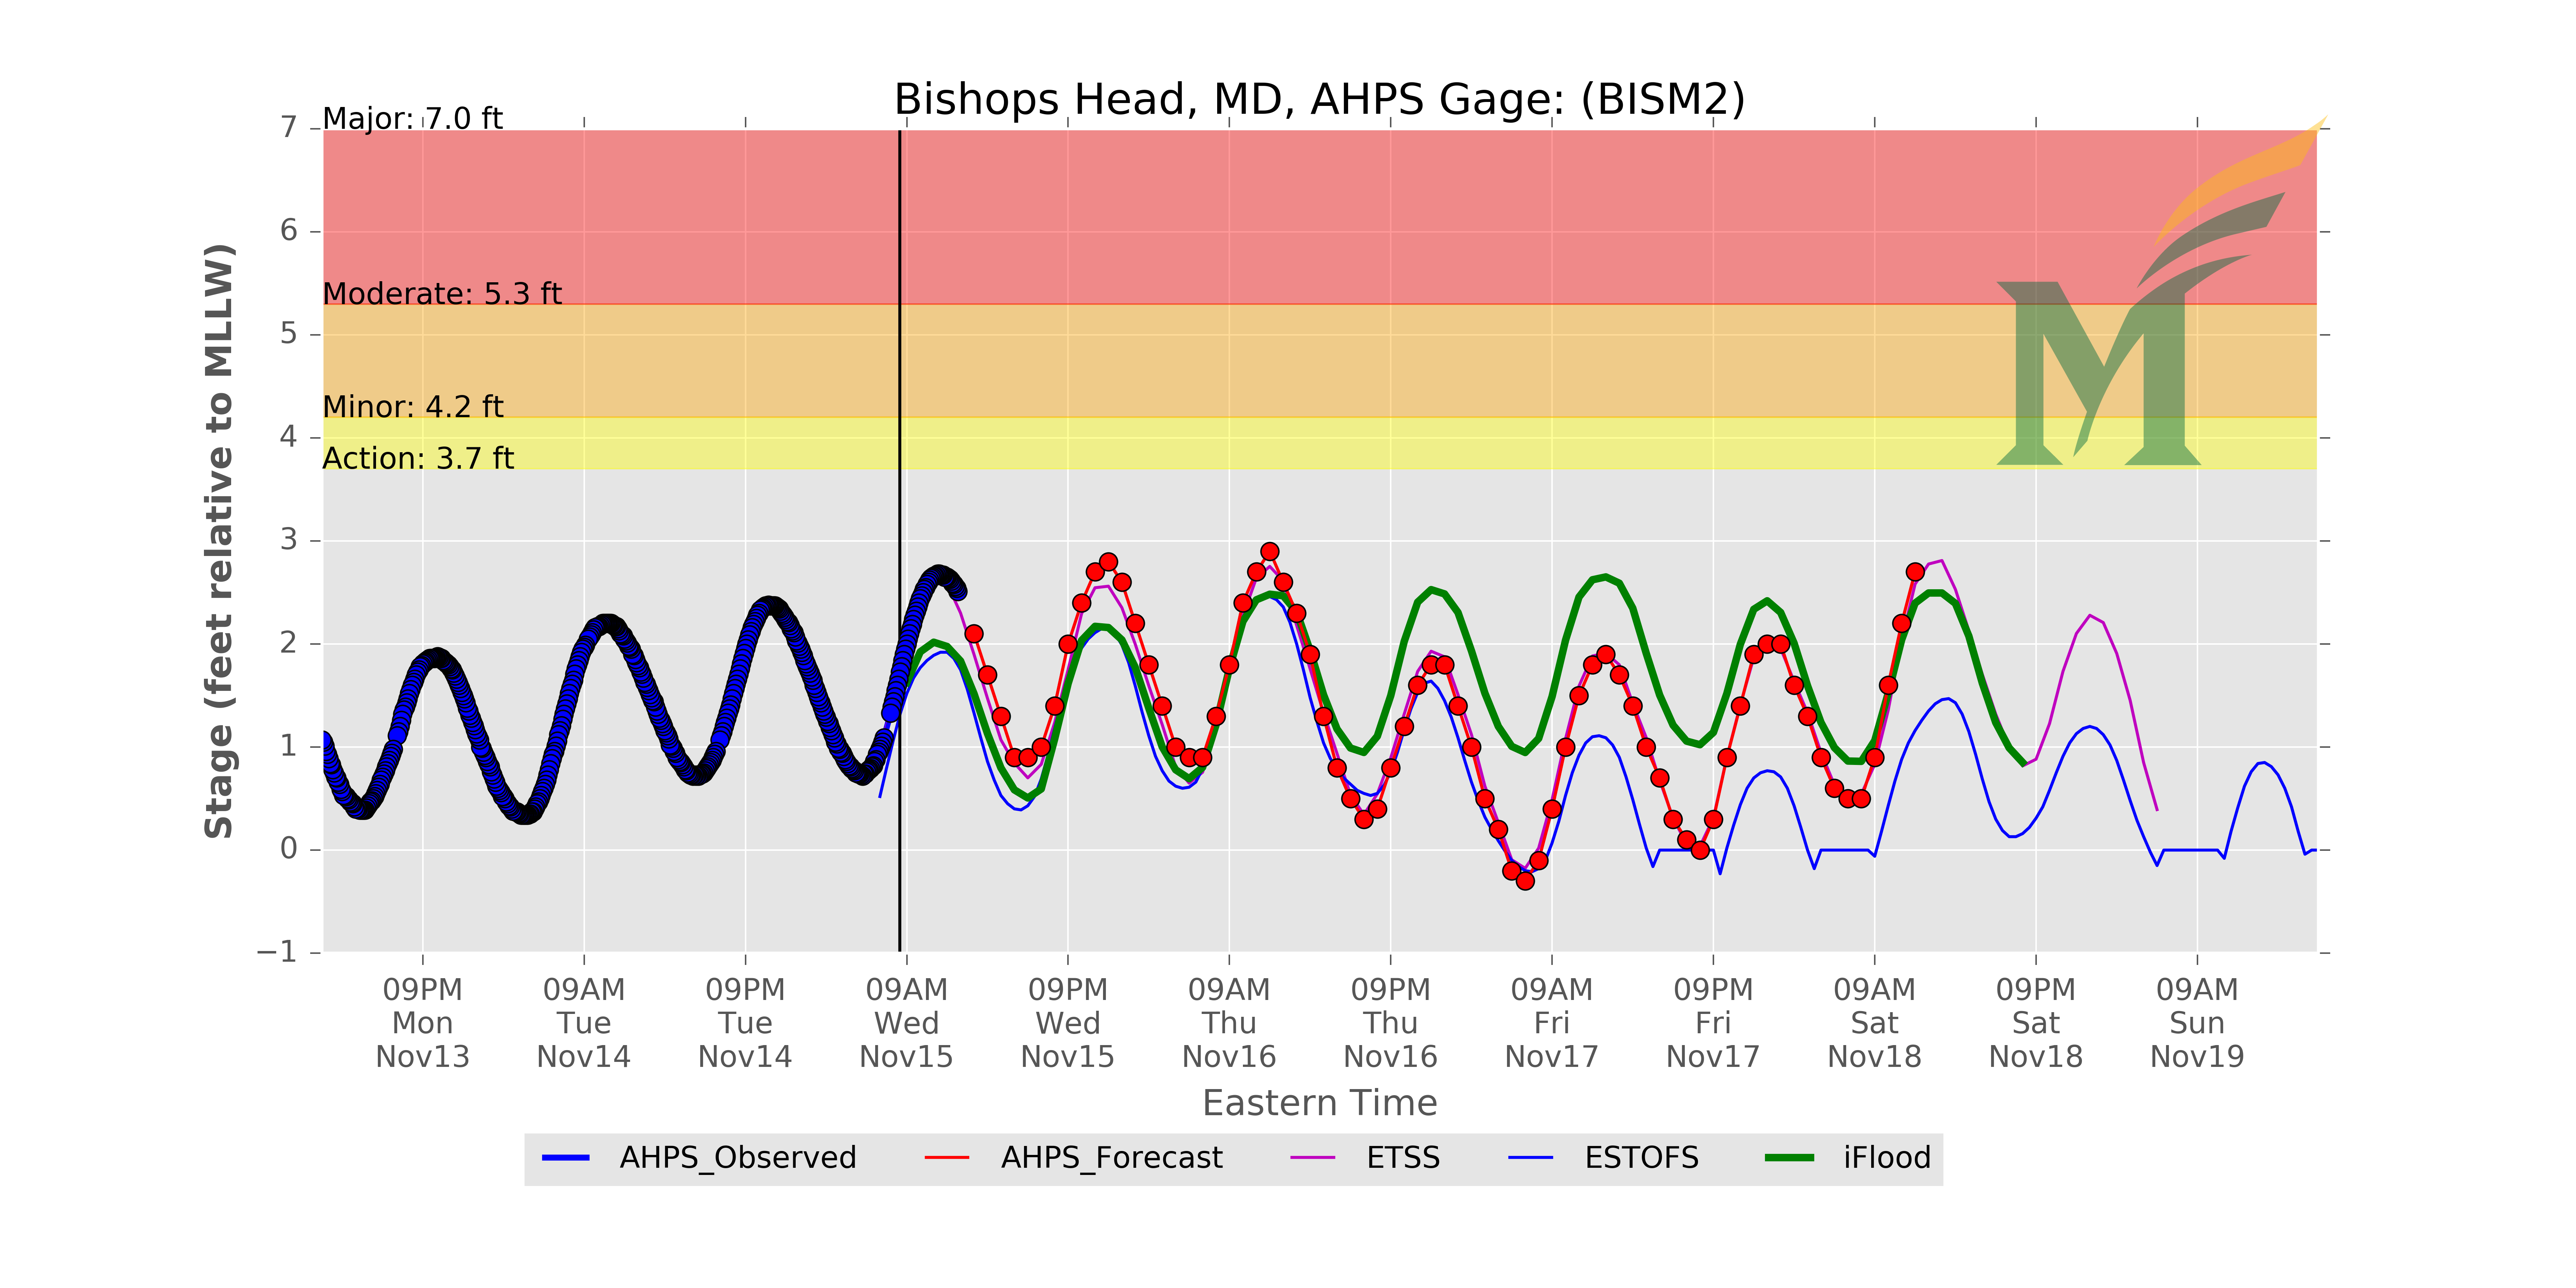 Bishops Head, MD, AHPS Gage: (BISM2)
Major: 7.0 ft
Moderate: 5.3 ft
Minor: 4.2 ft
Action: 3.7 ft
7
6
5
4
3
2
1
0
−1
Stage (feet relative to MLLW)
09PM 09AM 09PM 09AM 09PM 09AM 09PM 09AM 09PM 09AM 09PM 09AM
Mon Tue Tue Wed Wed Thu Thu Fri Fri Sat Sat Sun
Nov13 Nov14 Nov14 Nov15 Nov15 Nov16 Nov16 Nov17 Nov17 Nov18 Nov18 Nov19
Eastern Time
AHPS_Observed AHPS_Forecast ETSS ESTOFS iFlood
M